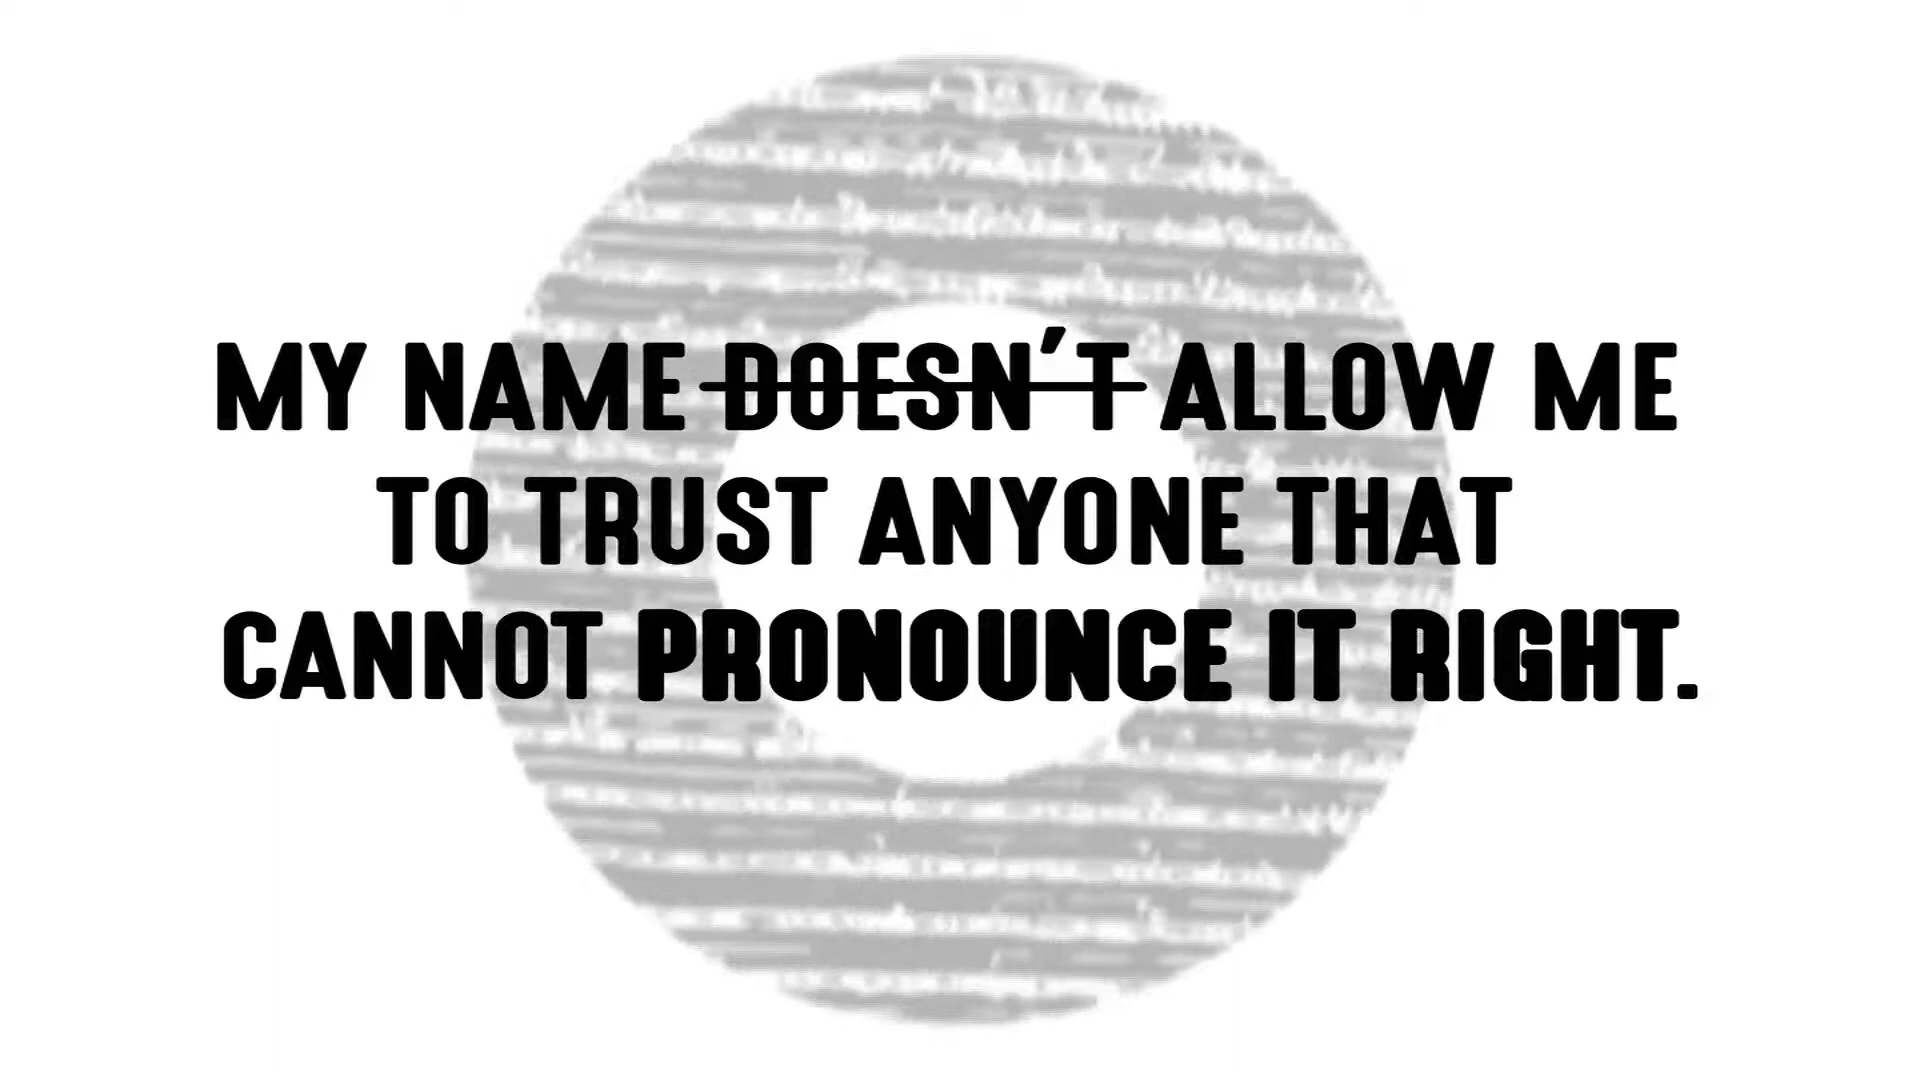 MY NAME DOESN'T ALLOW ME
TO TRUST ANYONE THAT
CANNOT PRONOUNCE IT RIGHT.